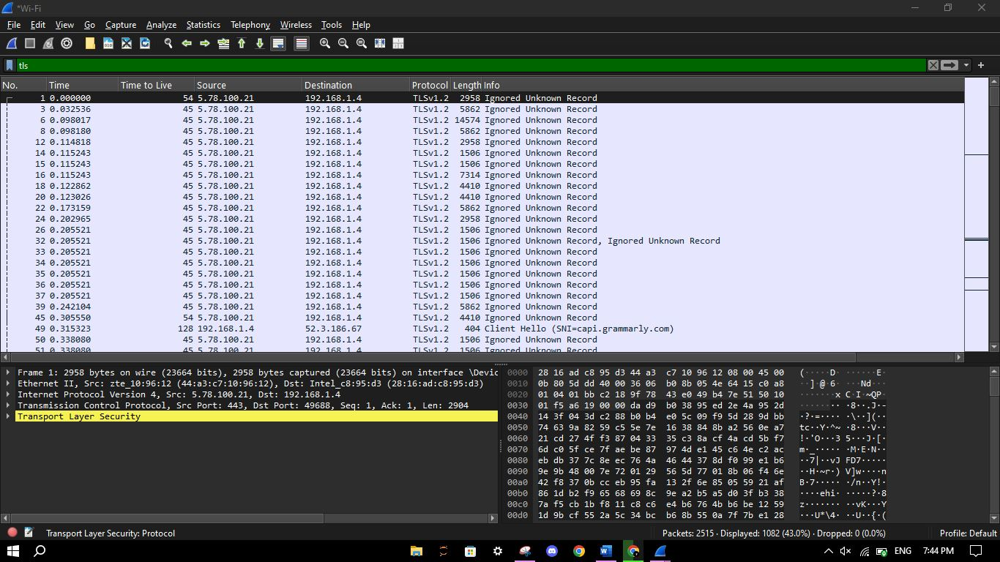 *Wi-Fi
File Edit View Go Capture Analyze Statistics Telephony Wireless Tools Help
tls
No. Time Time to Live Source Destination Protocol Length Info
1 0.000000 54 5.78.100.21 192.168.1.4 TLSv1.2 2958 Ignored Unknown Record
3 0.032536 45 5.78.100.21 192.168.1.4 TLSv1.2 5862 Ignored Unknown Record
6 0.098017 45 5.78.100.21 192.168.1.4 TLSv1.2 14574 Ignored Unknown Record
8 0.098180 45 5.78.100.21 192.168.1.4 TLSv1.2 5862 Ignored Unknown Record
12 0.114818 45 5.78.100.21 192.168.1.4 TLSv1.2 2958 Ignored Unknown Record
14 0.115243 45 5.78.100.21 192.168.1.4 TLSv1.2 1506 Ignored Unknown Record
15 0.115243 45 5.78.100.21 192.168.1.4 TLSv1.2 1506 Ignored Unknown Record
16 0.115243 45 5.78.100.21 192.168.1.4 TLSv1.2 7314 Ignored Unknown Record
18 0.122862 45 5.78.100.21 192.168.1.4 TLSv1.2 4410 Ignored Unknown Record
20 0.123026 45 5.78.100.21 192.168.1.4 TLSv1.2 4410 Ignored Unknown Record
22 0.173159 45 5.78.100.21 192.168.1.4 TLSv1.2 5862 Ignored Unknown Record
24 0.202965 45 5.78.100.21 192.168.1.4 TLSv1.2 2958 Ignored Unknown Record
26 0.205521 45 5.78.100.21 192.168.1.4 TLSv1.2 1506 Ignored Unknown Record
32 0.205521 45 5.78.100.21 192.168.1.4 TLSv1.2 1506 Ignored Unknown Record, Ignored Unknown Record
33 0.205521 45 5.78.100.21 192.168.1.4 TLSv1.2 1506 Ignored Unknown Record
34 0.205521 45 5.78.100.21 192.168.1.4 TLSv1.2 1506 Ignored Unknown Record
35 0.205521 45 5.78.100.21 192.168.1.4 TLSv1.2 1506 Ignored Unknown Record
36 0.205521 45 5.78.100.21 192.168.1.4 TLSv1.2 1506 Ignored Unknown Record
37 0.205521 45 5.78.100.21 192.168.1.4 TLSv1.2 1506 Ignored Unknown Record
39 0.242104 45 5.78.100.21 192.168.1.4 TLSv1.2 5862 Ignored Unknown Record
45 0.305550 54 5.78.100.21 192.168.1.4 TLSv1.2 4410 Ignored Unknown Record
49 0.315323 128 192.168.1.4 52.3.186.67 TLSv1.2 404 Client Hello (SNI=capi.grammarly.com)
50 0.338080 45 5.78.100.21 192.168.1.4 TLSv1.2 1506 Ignored Unknown Record
51 0.338080 45 5.78.100.21 192.168.1.4 TLSv1.2 1506 Ignored Unknown Record
Frame 1: 2958 bytes on wire (23664 bits), 2958 bytes captured (23664 bits) on interface \Devic
Ethernet II, Src: zte_10:96:12 (44:a3:c7:10:96:12), Dst: Intel_c8:95:d3 (28:16:ad:c8:95:d3)
Internet Protocol Version 4, Src: 5.78.100.21, Dst: 192.168.1.4
Transmission Control Protocol, Src Port: 443, Dst Port: 49688, Seq: 1, Ack: 1, Len: 2904
Transport Layer Security
0000 28 16 ad c8 95 d3 44 a3 c7 10 96 12 08 00 45 00 (·····D· ······E·
0010 0b 80 5d dd 40 00 36 06 b0 8b 05 4e 64 15 c0 a8 ··]·@·6· ···Nd···
0020 01 04 01 bb c2 18 9f 78 43 e0 49 b4 7e 51 50 10 ·······x C·I·~QP·
0030 01 f5 a6 19 00 00 da d9 b0 38 95 ed 2e 4a 95 2d ········ ·8··.J·-
0040 14 3f 04 3d c2 88 b0 b4 e0 5c 09 f9 5d 28 9d bb ·?·=···· ·\··](··
0050 74 63 9a 82 59 c5 5e 7e 16 38 84 8b a2 56 0e a7 tc··Y·^~ ·8···V··
0060 21 cd 27 4f f3 87 04 33 35 c3 8a cf 4a cd 5b f7 !·'O···3 5···J·[·
0070 6d c0 5f ce 7f ae be 87 97 4d e1 45 c6 4e c2 ac m·_····· ·M·E·N··
0080 eb db 37 7c 8e ec 76 4a 46 44 37 8d f0 99 e1 b6 ··7|··vJ FD7·····
0090 9e 9b 48 00 7e 72 01 29 56 5d 77 01 8b 06 f4 6e ··H·~r·) V]w····n
00a0 42 f8 37 0b cc eb 95 fa 13 2f 6e 85 05 59 21 af B·7····· ·/n··Y!·
00b0 86 1d b2 f9 65 68 69 8c 9e a2 b5 a5 d0 3f b3 38 ····ehi· ·····?·8
00c0 7a f5 cb 1b f8 11 c8 c6 e4 b6 76 4b b6 be 12 59 z······· ··vK···Y
00d0 1d 9b cf 55 2a 5c 34 bc b6 8b 55 0a 7f 7b e1 28 ···U*\4· ··U··{·(
Transport Layer Security: Protocol Packets: 2515 · Displayed: 1082 (43.0%) · Dropped: 0 (0.0%) Profile: Default
ENG 7:44 PM